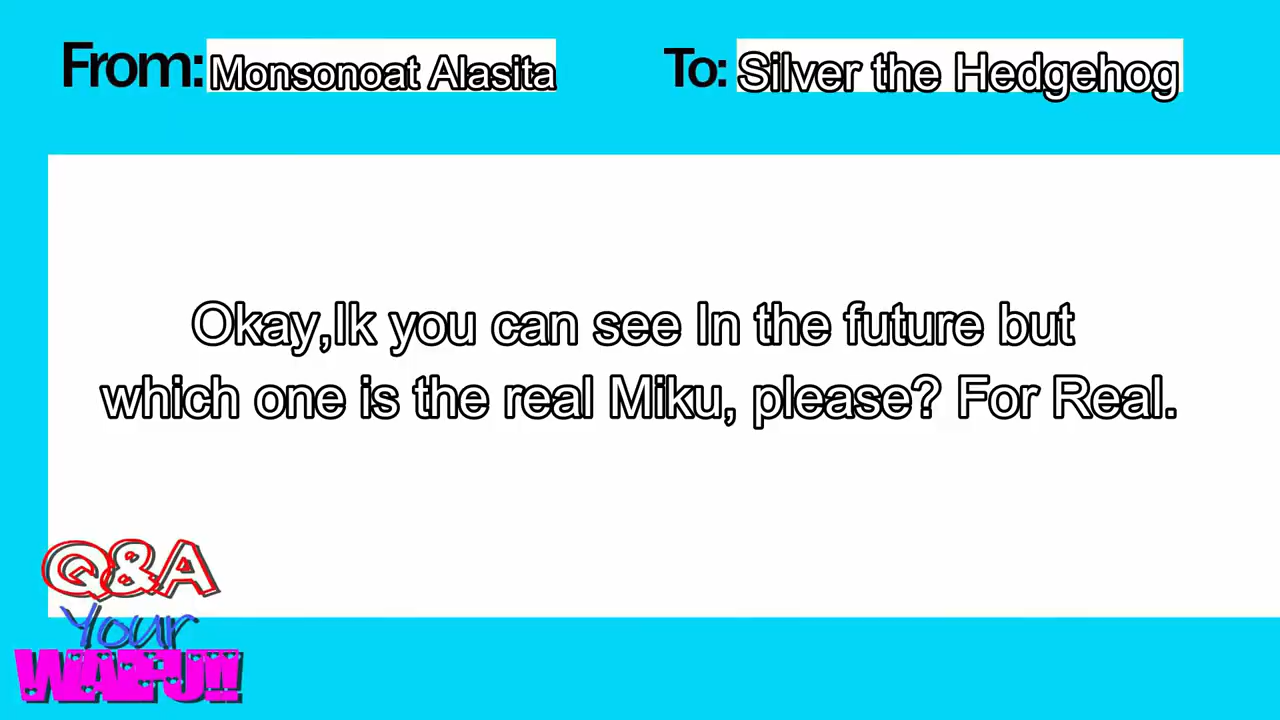 From: Monsonoat Alasita
To: Silver the Hedgehog
Okay,Ik you can see In the future but
which one is the real Miku, please? For Real.
Q&A
Your
WAIFU!!